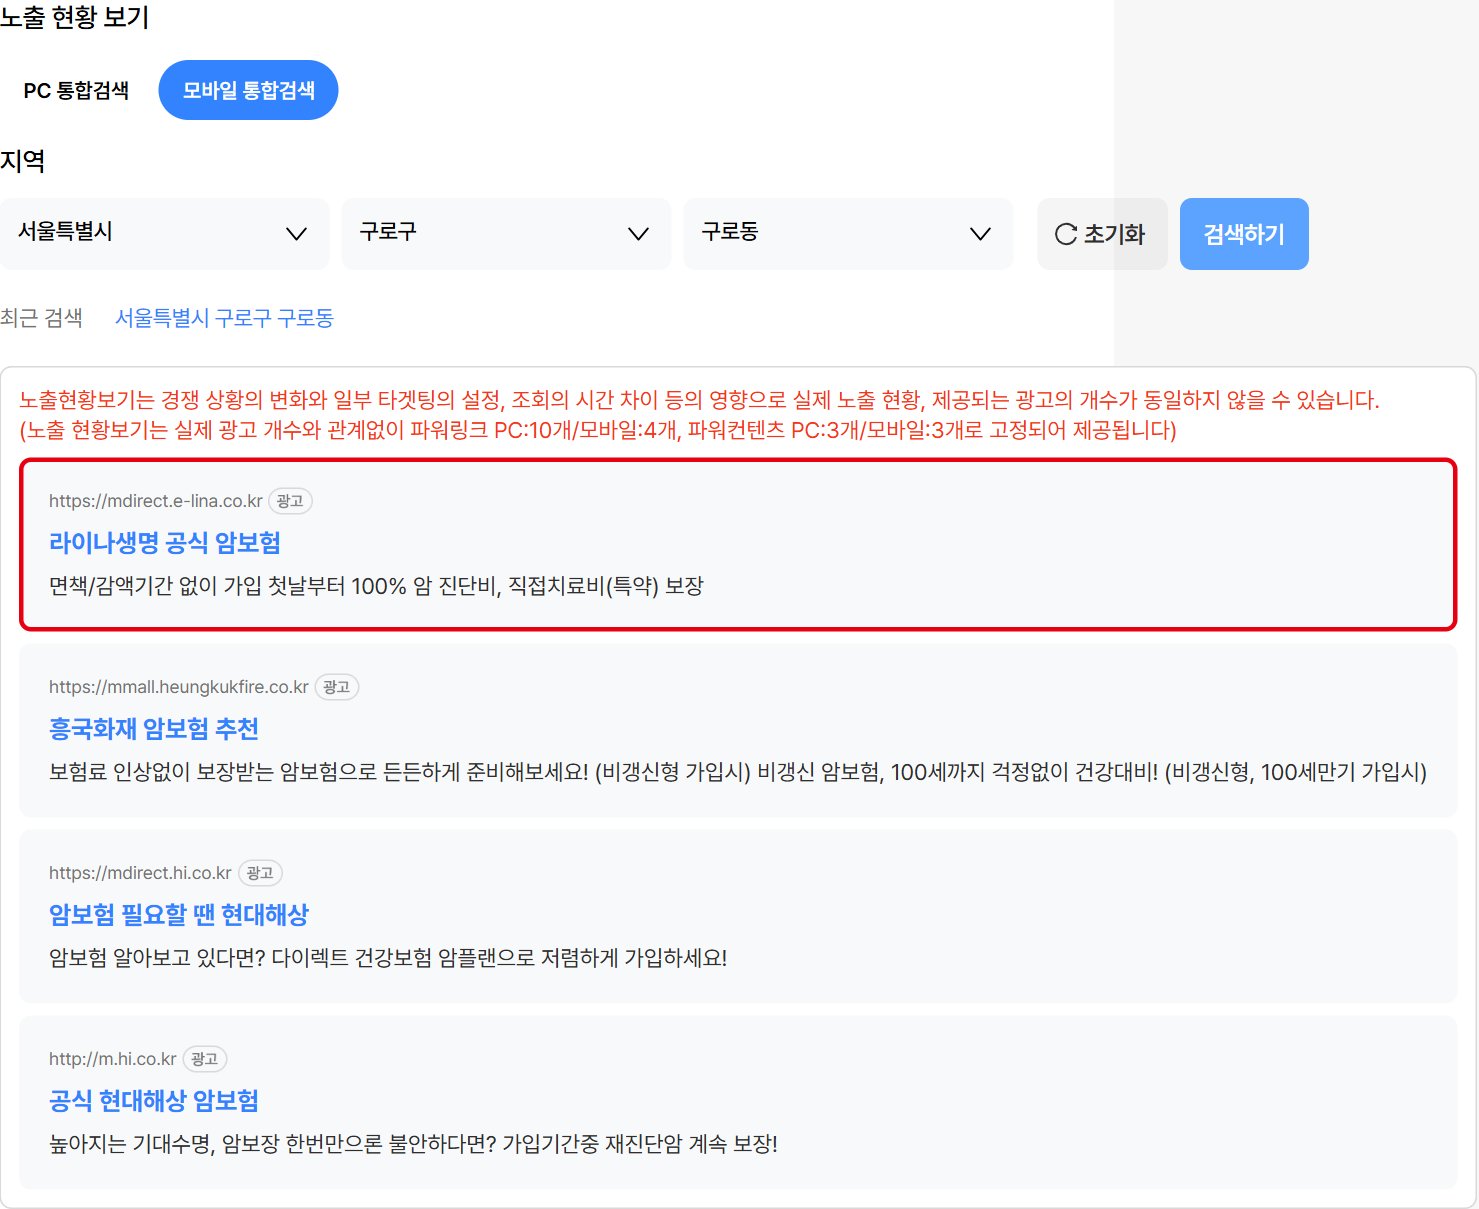 노출 현황 보기
PC 통합검색 모바일 통합검색
지역
서울특별시 구로구 구로동 초기화 검색하기
최근 검색 서울특별시 구로구 구로동
노출현황보기는 경쟁 상황의 변화와 일부 타겟팅의 설정, 조회의 시간 차이 등의 영향으로 실제 노출 현황, 제공되는 광고의 개수가 동일하지 않을 수 있습니다.
(노출 현황보기는 실제 광고 개수와 관계없이 파워링크 PC:10개/모바일:4개, 파워컨텐츠 PC:3개/모바일:3개로 고정되어 제공됩니다)
https://mdirect.e-lina.co.kr 광고
라이나생명 공식 암보험
면책/감액기간 없이 가입 첫날부터 100% 암 진단비, 직접치료비(특약) 보장
https://mmall.heungkukfire.co.kr 광고
흥국화재 암보험 추천
보험료 인상없이 보장받는 암보험으로 든든하게 준비해보세요! (비갱신형 가입시) 비갱신 암보험, 100세까지 걱정없이 건강대비! (비갱신형, 100세만기 가입시)
https://mdirect.hi.co.kr 광고
암보험 필요할 땐 현대해상
암보험 알아보고 있다면? 다이렉트 건강보험 암플랜으로 저렴하게 가입하세요!
http://m.hi.co.kr 광고
공식 현대해상 암보험
높아지는 기대수명, 암보장 한번만으론 불안하다면? 가입기간중 재진단암 계속 보장!